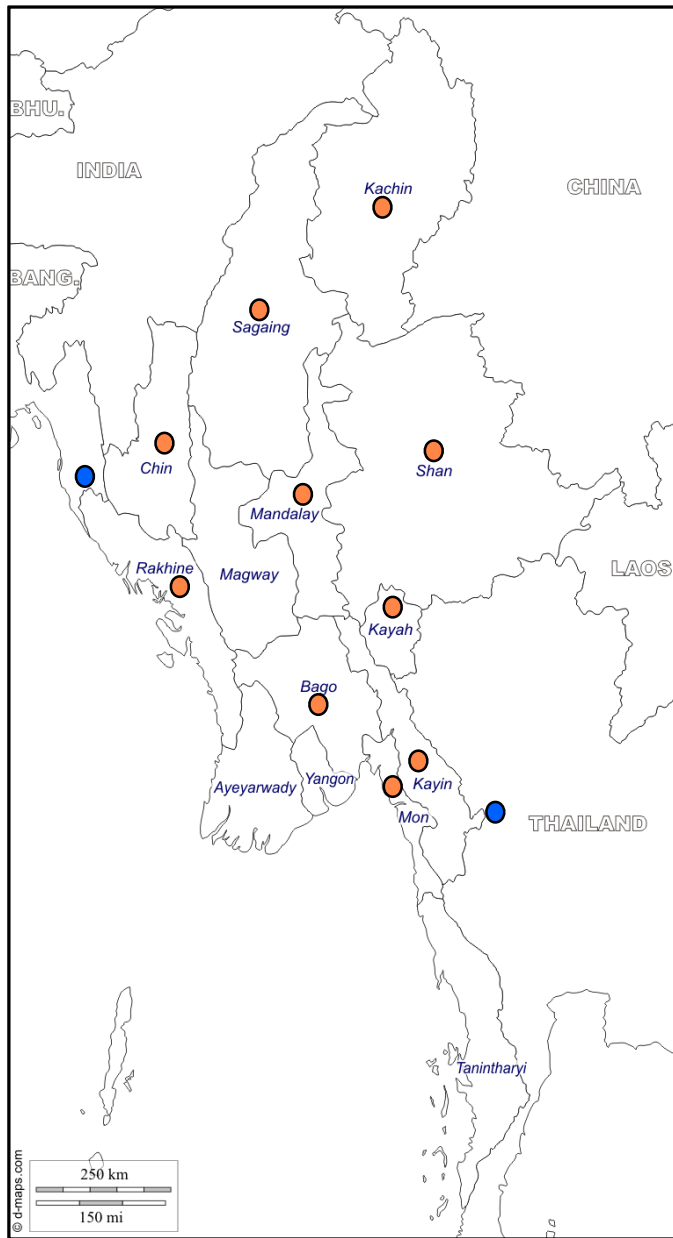 BHU.
INDIA
Kachin
CHINA
BANG.
Sagaing
Chin
Shan
Mandalay
Rakhine
Magway
LAOS
Kayah
Bago
Yangon
Ayeyarwady
Kayin
Mon
THAILAND
Tanintharyi
250 km
150 mi
© d-maps.com